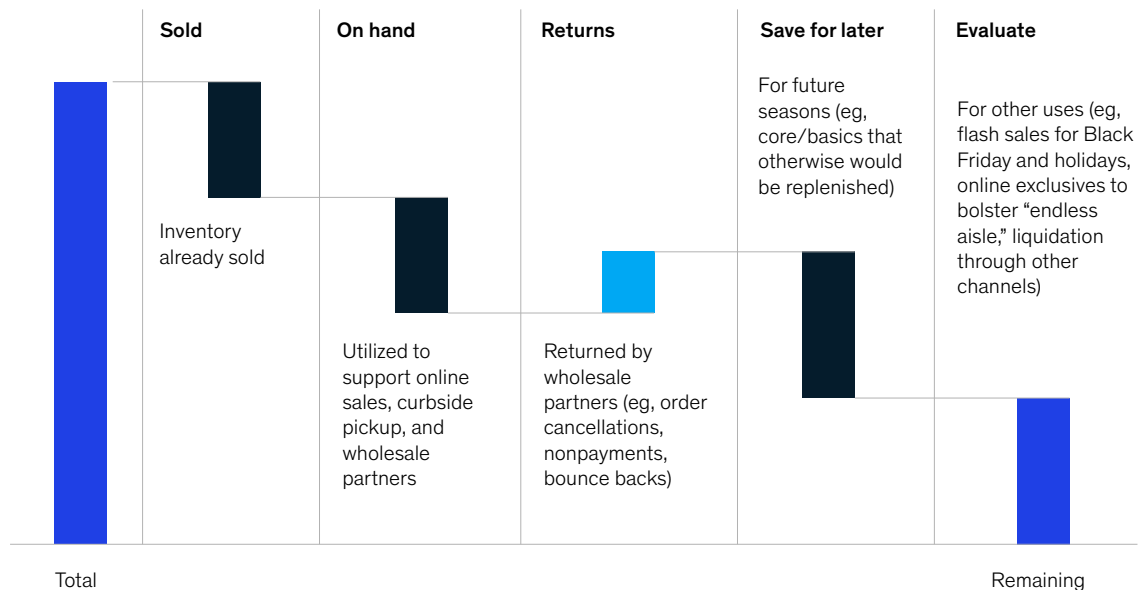 Sold
On hand
Returns
Save for later
Evaluate
Inventory
already sold
Utilized to
support online
sales, curbside
pickup, and
wholesale
partners
Returned by
wholesale
partners (eg, order
cancellations,
nonpayments,
bounce backs)
For future
seasons (eg,
core/basics that
otherwise would
be replenished)
For other uses (eg,
flash sales for Black
Friday and holidays,
online exclusives to
bolster “endless
aisle,” liquidation
through other
channels)
Total
Remaining